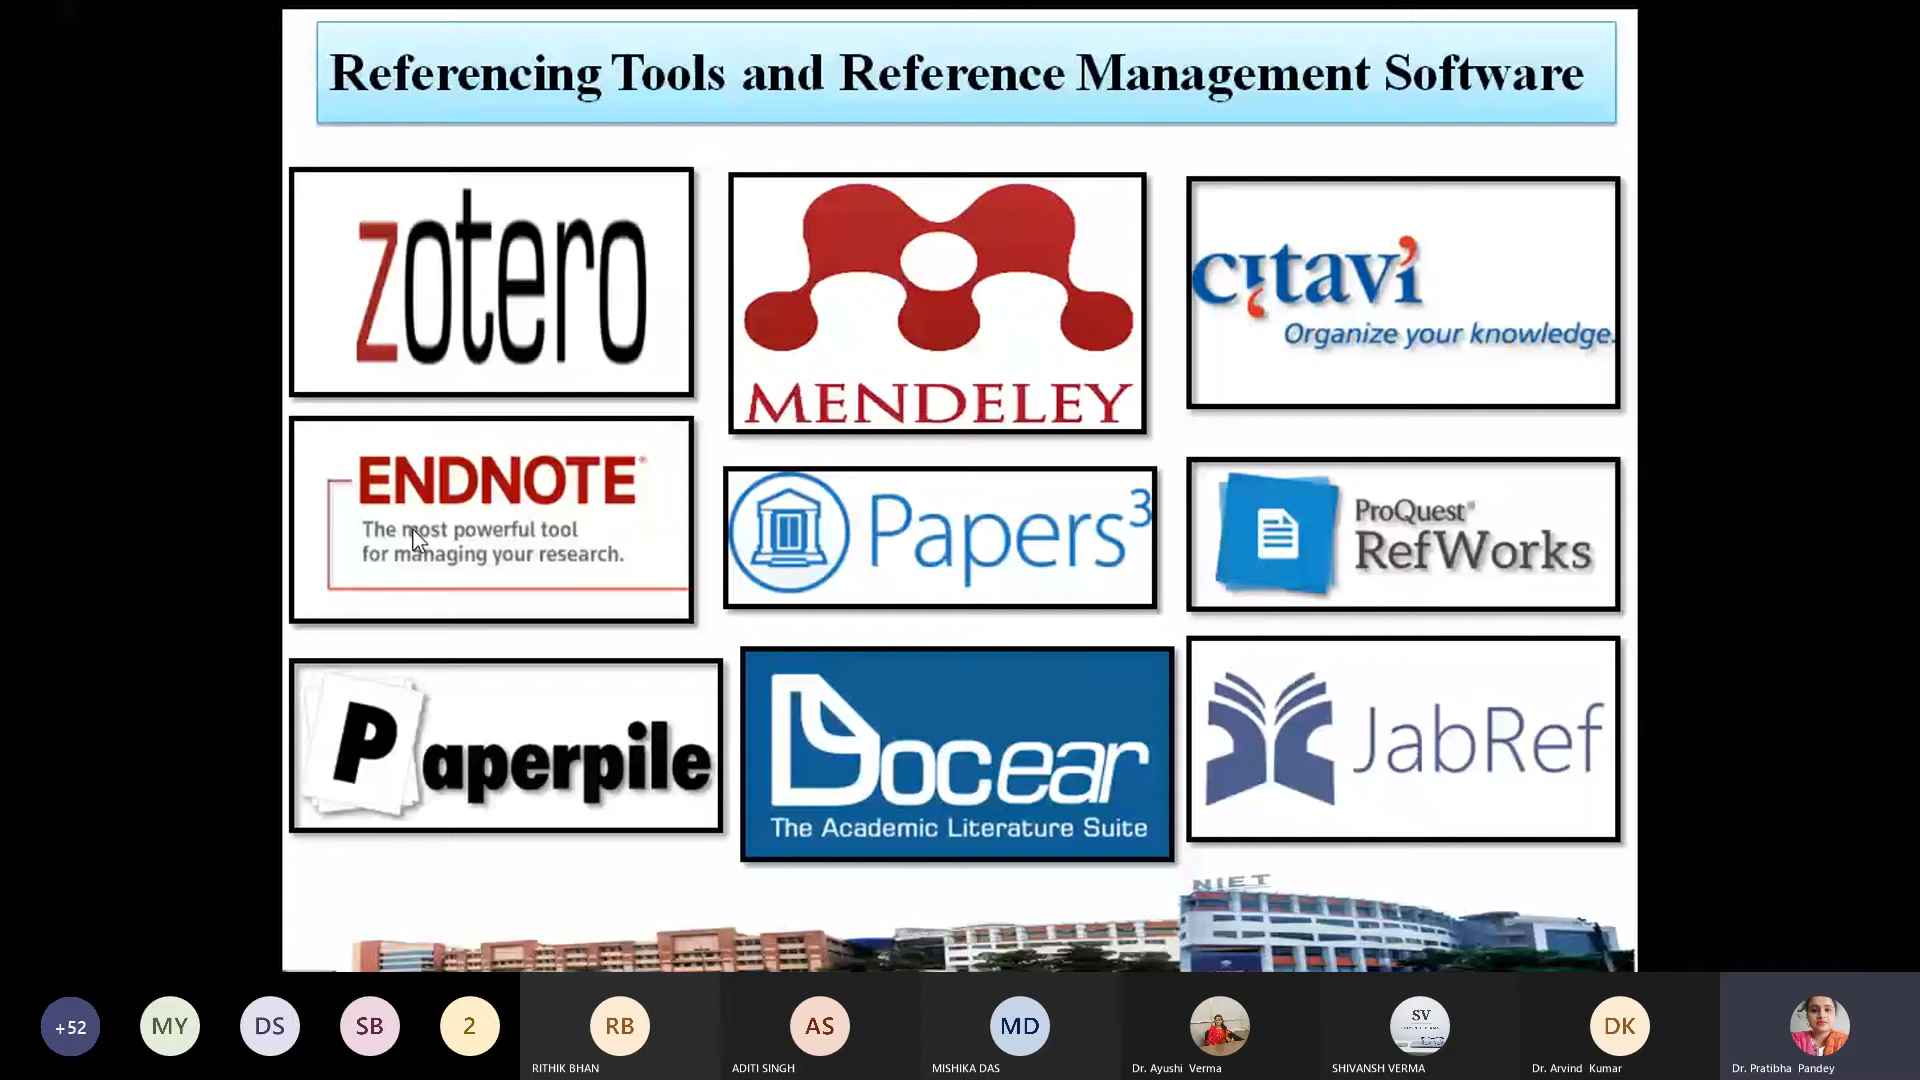 Referencing Tools and Reference Management Software
zotero
MENDELEY
citavi
Organize your knowledge.
ENDNOTE®
The most powerful tool
for managing your research.
Papers³
ProQuest®
RefWorks
Paperpile
Docear
The Academic Literature Suite
JabRef
NIET
+52
MY
DS
SB
2
RB
RITHIK BHAN
AS
ADITI SINGH
MD
MISHIKA DAS
Dr. Ayushi Verma
SV
SHIVANSH VERMA
DK
Dr. Arvind Kumar
Dr. Pratibha Pandey